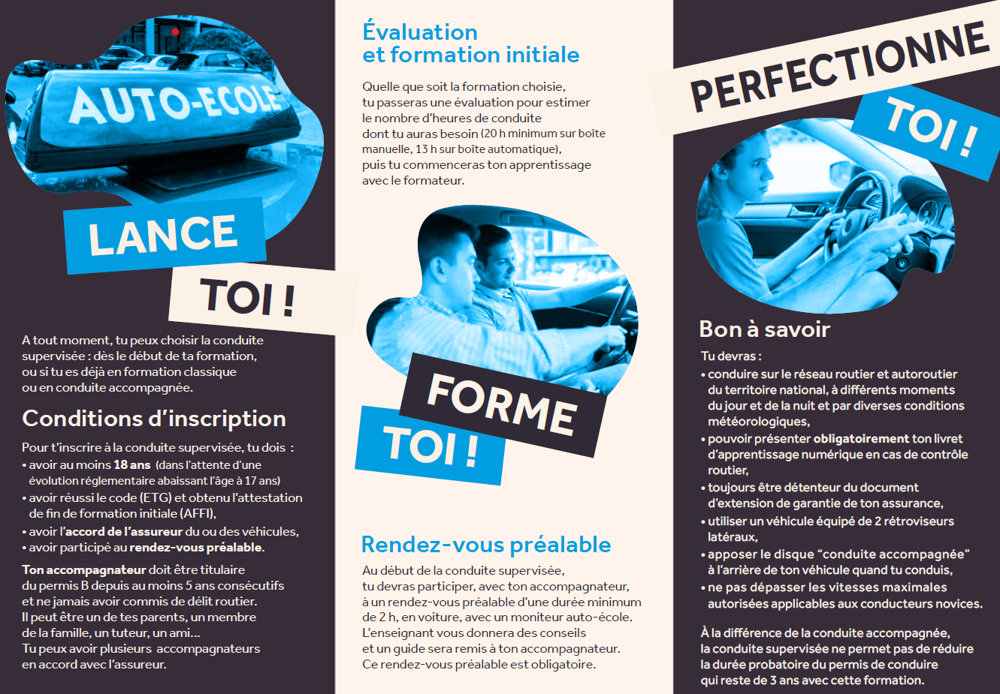 AUTO-ECOLE
LANCE
TOI !
A tout moment, tu peux choisir la conduite
supervisée : dès le début de ta formation,
ou si tu es déjà en formation classique
ou en conduite accompagnée.
Conditions d’inscription
Pour t’inscrire à la conduite supervisée, tu dois :
• avoir au moins 18 ans (dans l’attente d’une
évolution réglementaire abaissant l’âge à 17 ans)
• avoir réussi le code (ETG) et obtenu l’attestation
de fin de formation initiale (AFFI),
• avoir l’accord de l’assureur du ou des véhicules,
• avoir participé au rendez-vous préalable.
Ton accompagnateur doit être titulaire
du permis B depuis au moins 5 ans consécutifs
et ne jamais avoir commis de délit routier.
Il peut être un de tes parents, un membre
de la famille, un tuteur, un ami...
Tu peux avoir plusieurs accompagnateurs
en accord avec l’assureur.
Évaluation
et formation initiale
Quelle que soit la formation choisie,
tu passeras une évaluation pour estimer
le nombre d’heures de conduite
dont tu auras besoin (20 h minimum sur boîte
manuelle, 13 h sur boîte automatique),
puis tu commenceras ton apprentissage
avec le formateur.
FORME
TOI !
Rendez-vous préalable
Au début de la conduite supervisée,
tu devras participer, avec ton accompagnateur,
à un rendez-vous préalable d’une durée minimum
de 2 h, en voiture, avec un moniteur auto-école.
L’enseignant vous donnera des conseils
et un guide sera remis à ton accompagnateur.
Ce rendez-vous préalable est obligatoire.
PERFECTIONNE
TOI !
Bon à savoir
Tu devras :
• conduire sur le réseau routier et autoroutier
du territoire national, à différents moments
du jour et de la nuit et par diverses conditions
météorologiques,
• pouvoir présenter obligatoirement ton livret
d’apprentissage numérique en cas de contrôle
routier,
• toujours être détenteur du document
d’extension de garantie de ton assurance,
• utiliser un véhicule équipé de 2 rétroviseurs
latéraux,
• apposer le disque “conduite accompagnée”
à l’arrière de ton véhicule quand tu conduis,
• ne pas dépasser les vitesses maximales
autorisées applicables aux conducteurs novices.
À la différence de la conduite accompagnée,
la conduite supervisée ne permet pas de réduire
la durée probatoire du permis de conduire
qui reste de 3 ans avec cette formation.